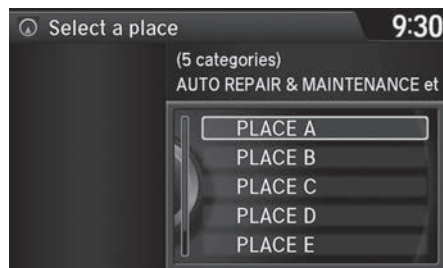 Select a place
9:30
(5 categories)
AUTO REPAIR & MAINTENANCE et
PLACE A
PLACE B
PLACE C
PLACE D
PLACE E